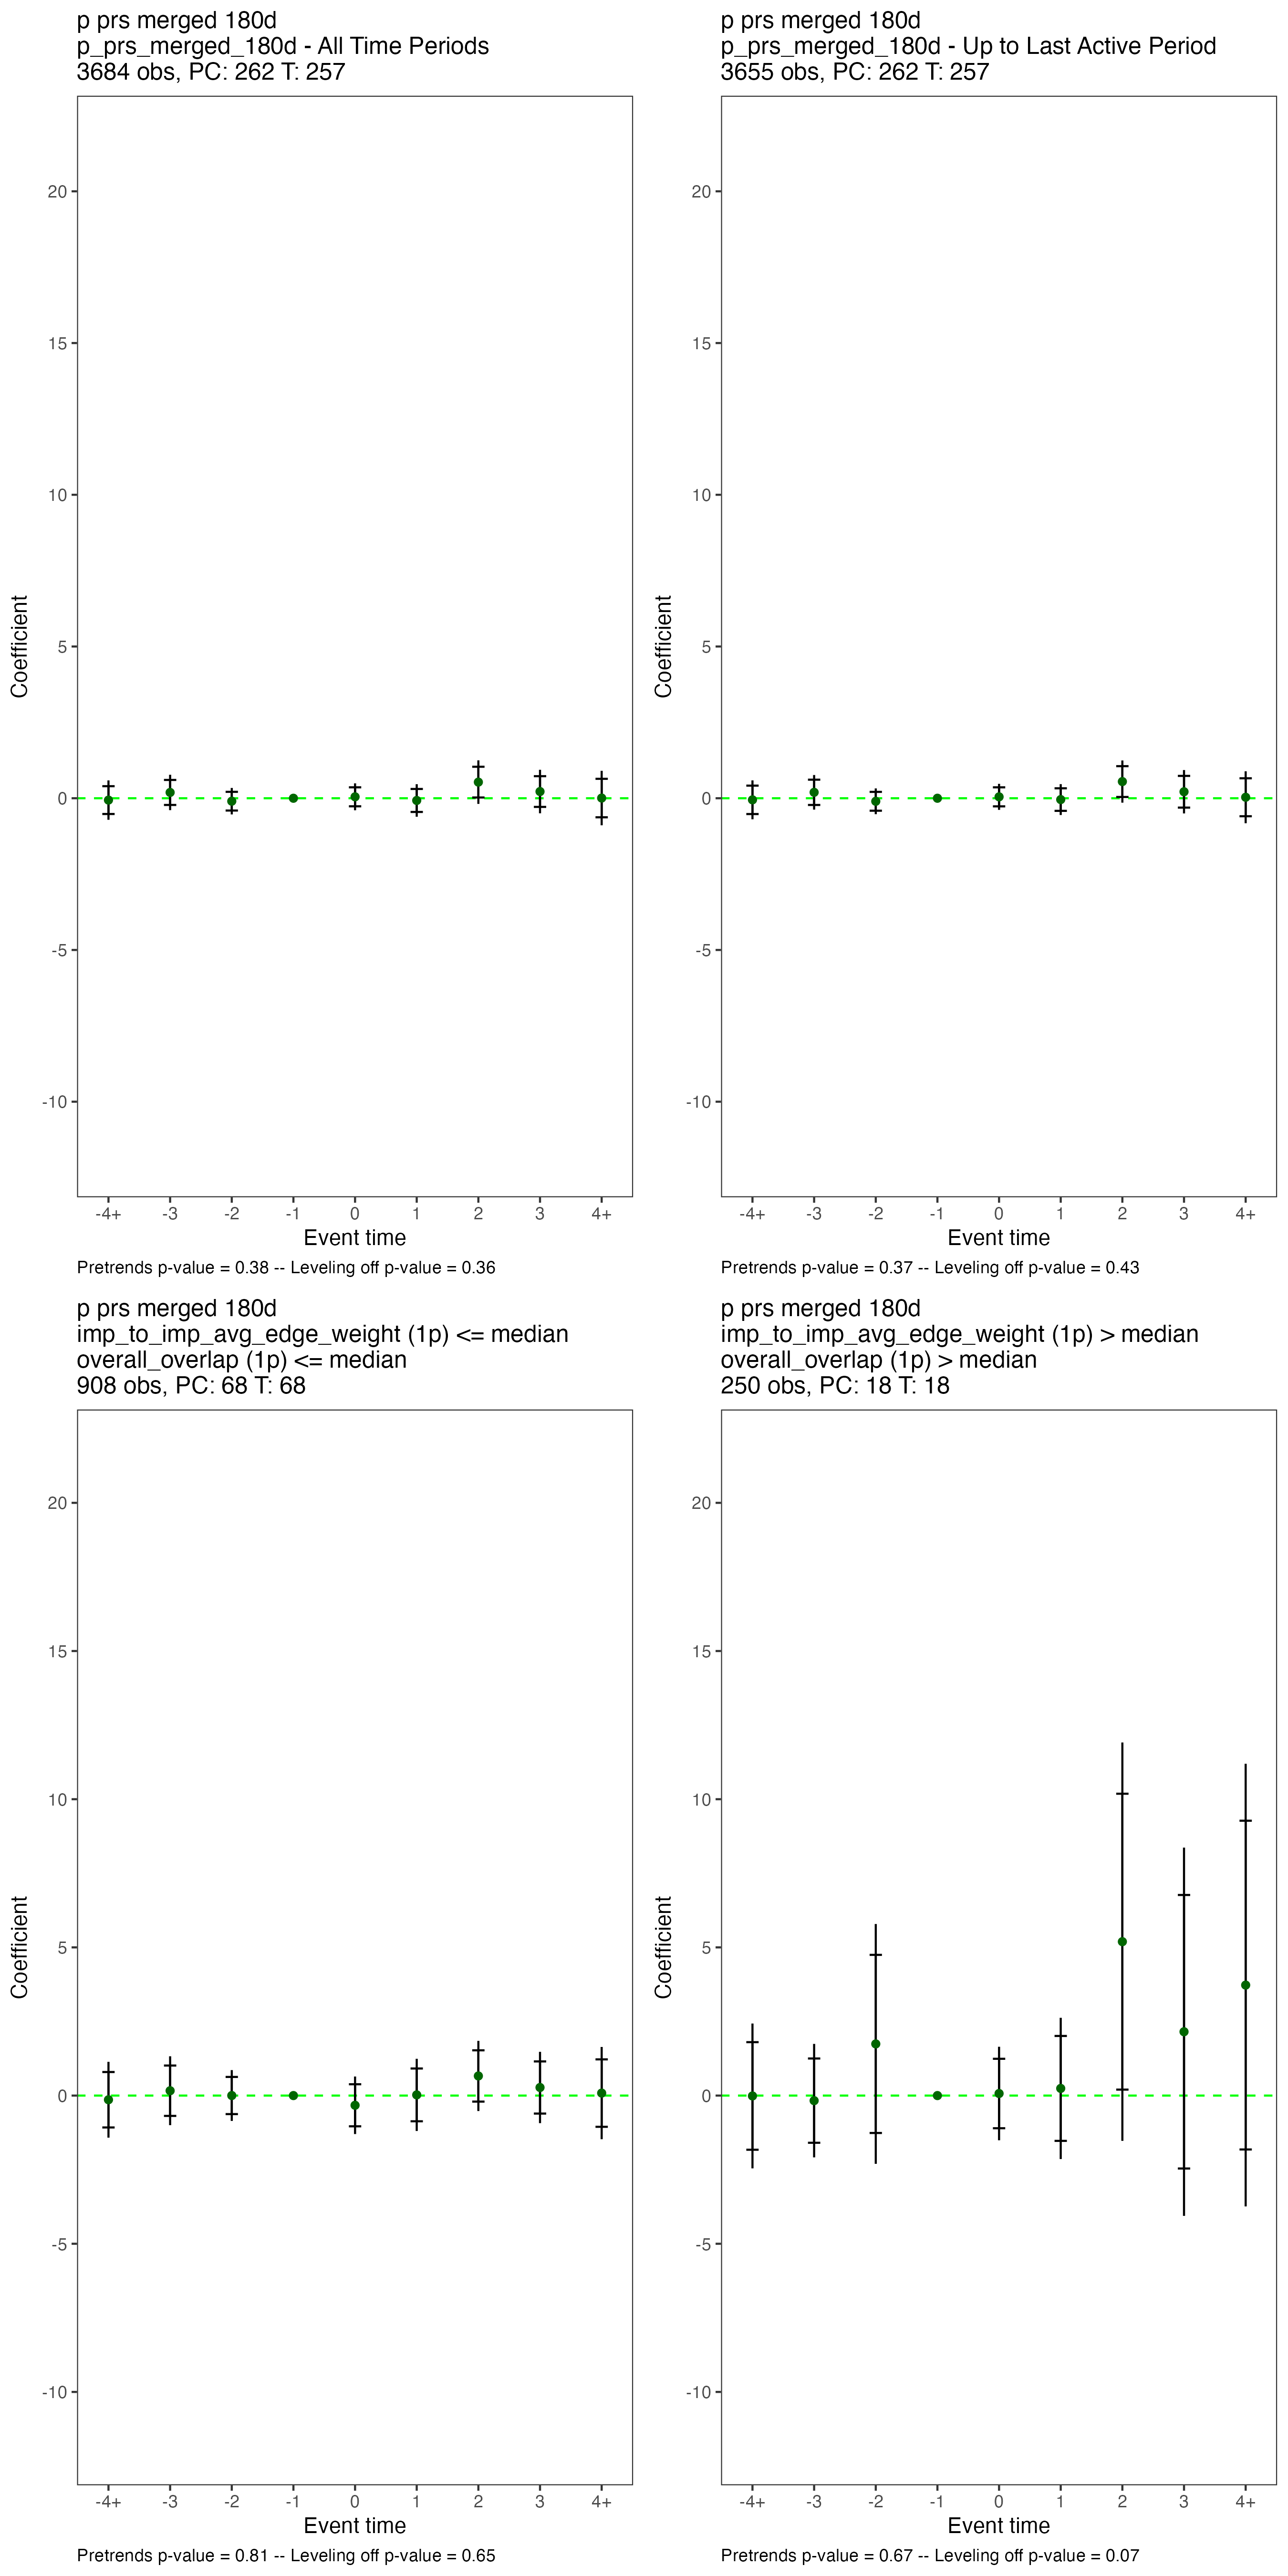 p prs merged 180d
p_prs_merged_180d - All Time Periods
3684 obs, PC: 262 T: 257
20
15
10
5
0
-5
-10
Coefficient
-4+ -3 -2 -1 0 1 2 3 4+
Event time
Pretrends p-value = 0.38 -- Leveling off p-value = 0.36
p prs merged 180d
p_prs_merged_180d - Up to Last Active Period
3655 obs, PC: 262 T: 257
20
15
10
5
0
-5
-10
Coefficient
-4+ -3 -2 -1 0 1 2 3 4+
Event time
Pretrends p-value = 0.37 -- Leveling off p-value = 0.43
p prs merged 180d
imp_to_imp_avg_edge_weight (1p) <= median
overall_overlap (1p) <= median
908 obs, PC: 68 T: 68
20
15
10
5
0
-5
-10
Coefficient
-4+ -3 -2 -1 0 1 2 3 4+
Event time
Pretrends p-value = 0.81 -- Leveling off p-value = 0.65
p prs merged 180d
imp_to_imp_avg_edge_weight (1p) > median
overall_overlap (1p) > median
250 obs, PC: 18 T: 18
20
15
10
5
0
-5
-10
Coefficient
-4+ -3 -2 -1 0 1 2 3 4+
Event time
Pretrends p-value = 0.67 -- Leveling off p-value = 0.07